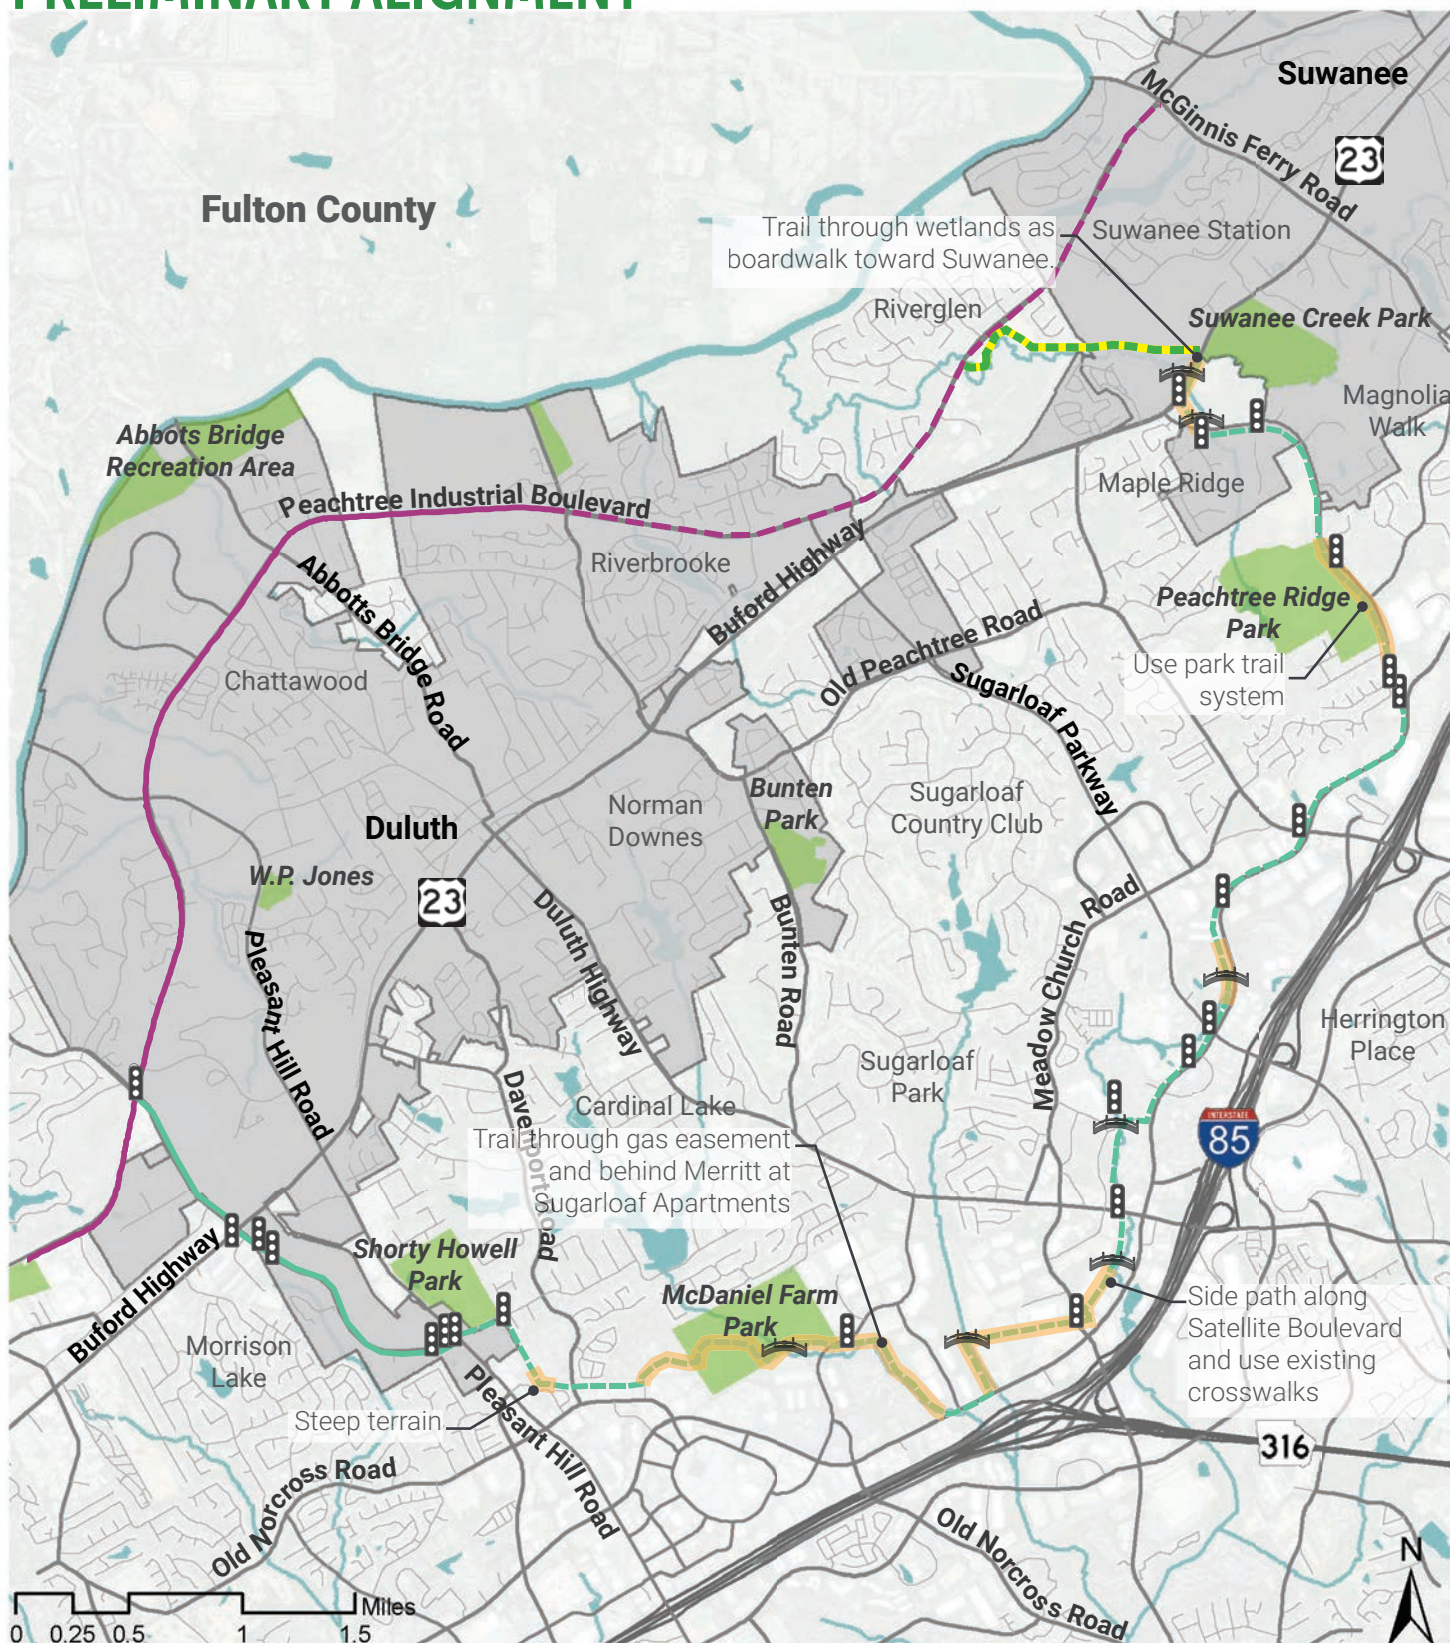 PRELIMINARY ALIGNMENT
Suwanee
McGinnis Ferry Road
23
Fulton County
Trail through wetlands as
boardwalk toward Suwanee.
Suwanee Station
Riverglen
Suwanee Creek Park
Magnolia
Walk
Abbots Bridge
Recreation Area
Maple Ridge
Peachtree Industrial Boulevard
Riverbrooke
Buford Highway
Abbotts Bridge Road
Peachtree Ridge
Park
Old Peachtree Road
Use park trail
system
Chattawood
Sugarloaf Parkway
Norman
Downes
Bunten
Park
Sugarloaf
Country Club
Duluth
W.P. Jones
23
Duluth Highway
Bunten Road
Meadow Church Road
Pleasant Hill Road
Herrington
Place
Sugarloaf
Park
Davenport Road
Cardinal Lake
Trail through gas easement
and behind Merritt at
Sugarloaf Apartments
INTERSTATE
85
Buford Highway
Shorty Howell
Park
McDaniel Farm
Park
Side path along
Satellite Boulevard
and use existing
crosswalks
Morrison
Lake
Steep terrain
Pleasant Hill Road
316
Old Norcross Road
Old Norcross Road
N
Miles
0 0.25 0.5 1 1.5